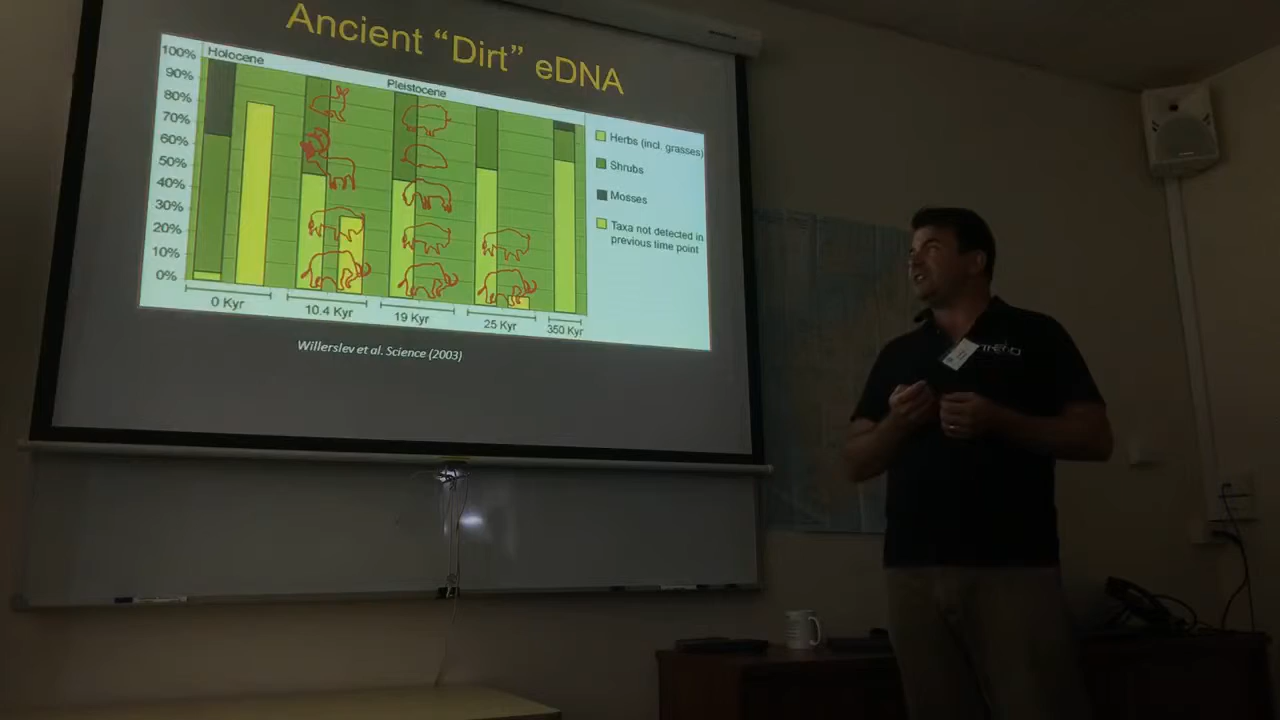 Ancient “Dirt” eDNA
Holocene
Pleistocene
100%
90%
80%
70%
60%
50%
40%
30%
20%
10%
0%
0 Kyr
10.4 Kyr
19 Kyr
25 Kyr
350 Kyr
Herbs (incl. grasses)
Shrubs
Mosses
Taxa not detected in
previous time point
Willerslev et al. Science (2003)